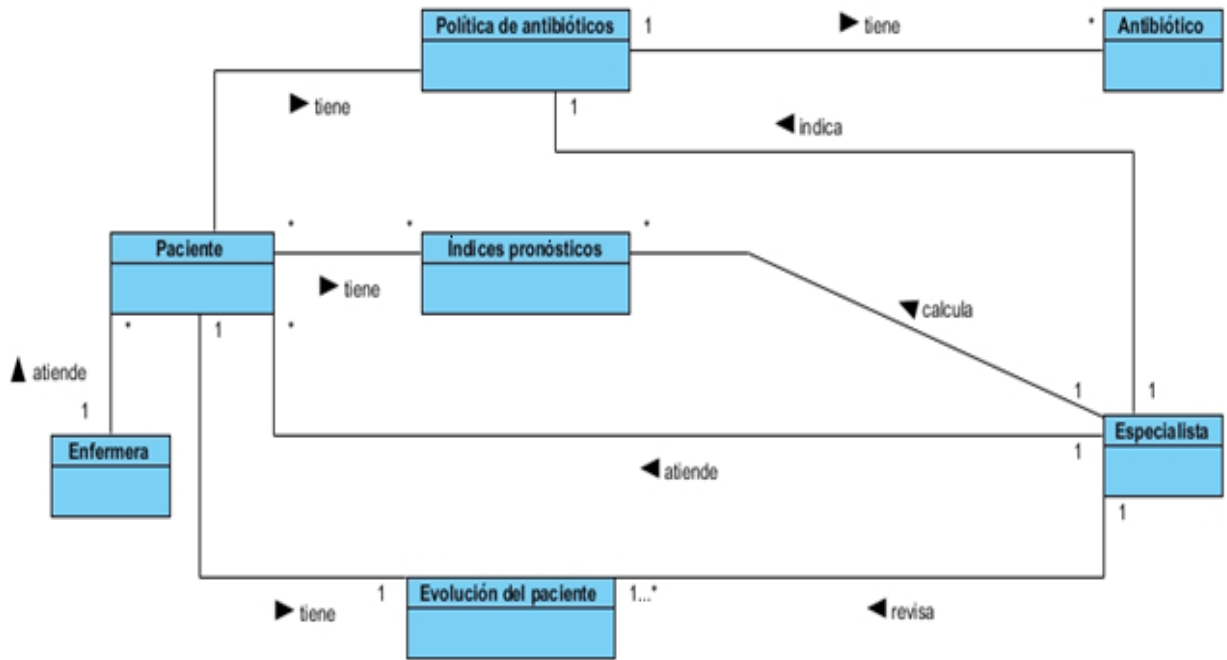 Política de antibióticos
1
tiene
*
Antibiótico
tiene
1
indica
*
*
*
Paciente
Índices pronósticos
tiene
calcula
*
1
*
atiende
1
1
1
Enfermera
Especialista
1
atiende
1
1
Evolución del paciente
1...*
tiene
revisa